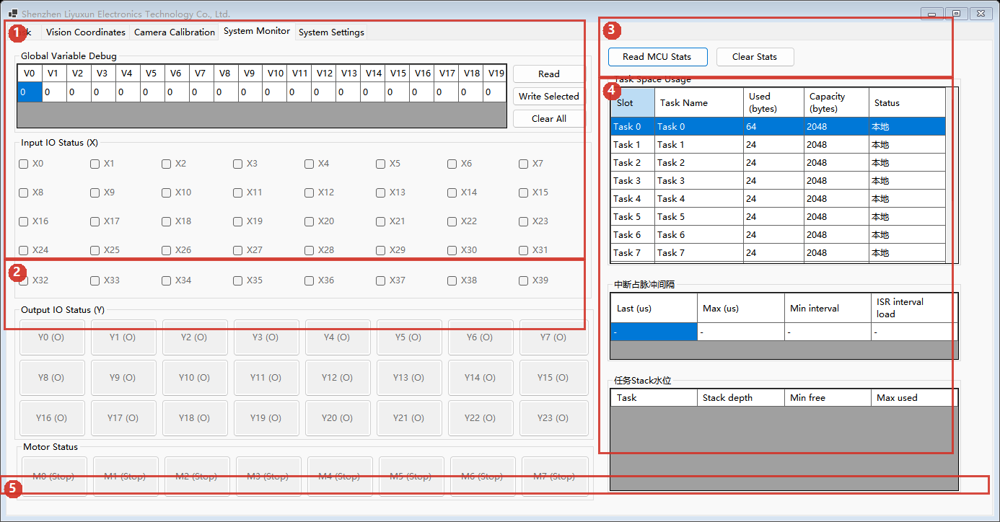 Shenzhen Liyuxun Electronics Technology Co., Ltd.
1
Vision Coordinates Camera Calibration System Monitor System Settings
3
Read MCU Stats Clear Stats
Global Variable Debug
V0 V1 V2 V3 V4 V5 V6 V7 V8 V9 V10 V11 V12 V13 V14 V15 V16 V17 V18 V19
0 0 0 0 0 0 0 0 0 0 0 0 0 0 0 0 0 0 0 0
Read
Write Selected
Clear All
Input IO Status (X)
X0 X1 X2 X3 X4 X5 X6 X7
X8 X9 X10 X11 X12 X13 X14 X15
X16 X17 X18 X19 X20 X21 X22 X23
X24 X25 X26 X27 X28 X29 X30 X31
2
X32 X33 X34 X35 X36 X37 X38 X39
Output IO Status (Y)
Y0 (O) Y1 (O) Y2 (O) Y3 (O) Y4 (O) Y5 (O) Y6 (O) Y7 (O)
Y8 (O) Y9 (O) Y10 (O) Y11 (O) Y12 (O) Y13 (O) Y14 (O) Y15 (O)
Y16 (O) Y17 (O) Y18 (O) Y19 (O) Y20 (O) Y21 (O) Y22 (O) Y23 (O)
Motor Status
M0 (Stop) M1 (Stop) M2 (Stop) M3 (Stop) M4 (Stop) M5 (Stop) M6 (Stop) M7 (Stop)
5
Task Space Usage
4
Slot Task Name Used (bytes) Capacity (bytes) Status
Task 0 Task 0 64 2048 本地
Task 1 Task 1 24 2048 本地
Task 2 Task 2 24 2048 本地
Task 3 Task 3 24 2048 本地
Task 4 Task 4 24 2048 本地
Task 5 Task 5 24 2048 本地
Task 6 Task 6 24 2048 本地
Task 7 Task 7 24 2048 本地
中断占脉冲间隔
Last (us) Max (us) Min interval ISR interval load
- - - -
任务Stack水位
Task Stack depth Min free Max used